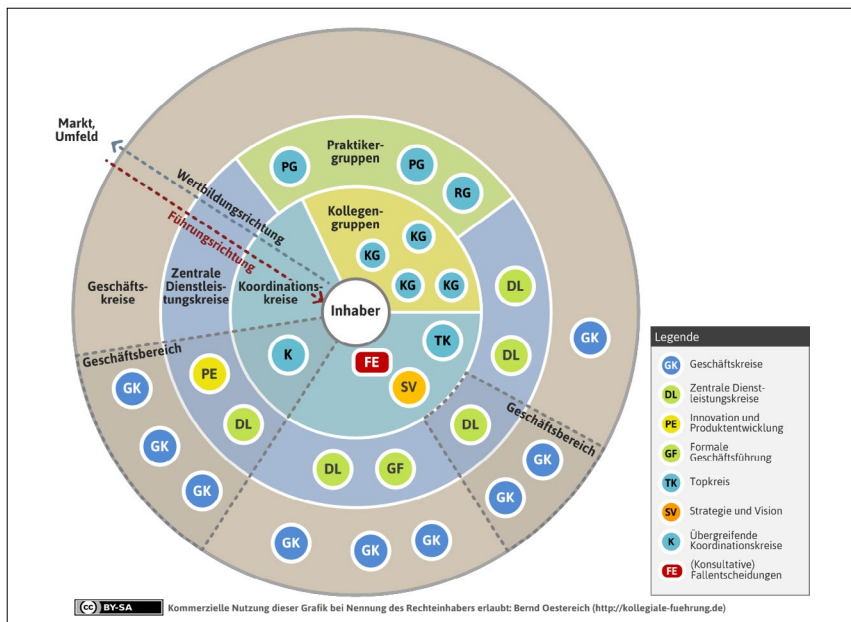 Markt,
Umfeld
Praktiker-
gruppen
PG
PG
RG
Wertbildungsrichtung
Führungsrichtung
Kollegen-
gruppen
KG
KG
KG
KG
Geschäfts-
kreise
Zentrale
Dienstleis-
tungskreise
Koordinations-
kreise
Inhaber
DL
DL
GK
Geschäftsbereich
K
TK
FE
SV
PE
DL
GK
GK
GK
DL
GF
DL
Geschäftsbereich
GK
GK
GK
GK
GK
Legende
GK Geschäftskreise
DL Zentrale Dienst-
leistungskreise
PE Innovation und
Produktentwicklung
GF Formale
Geschäftsführung
TK Topkreis
SV Strategie und Vision
K Übergreifende
Koordinationskreise
FE (Konsultative)
Fallentscheidungen
cc BY-SA Kommerzielle Nutzung dieser Grafik bei Nennung des Rechteinhabers erlaubt: Bernd Oestereich (http://kollegiale-fuehrung.de)